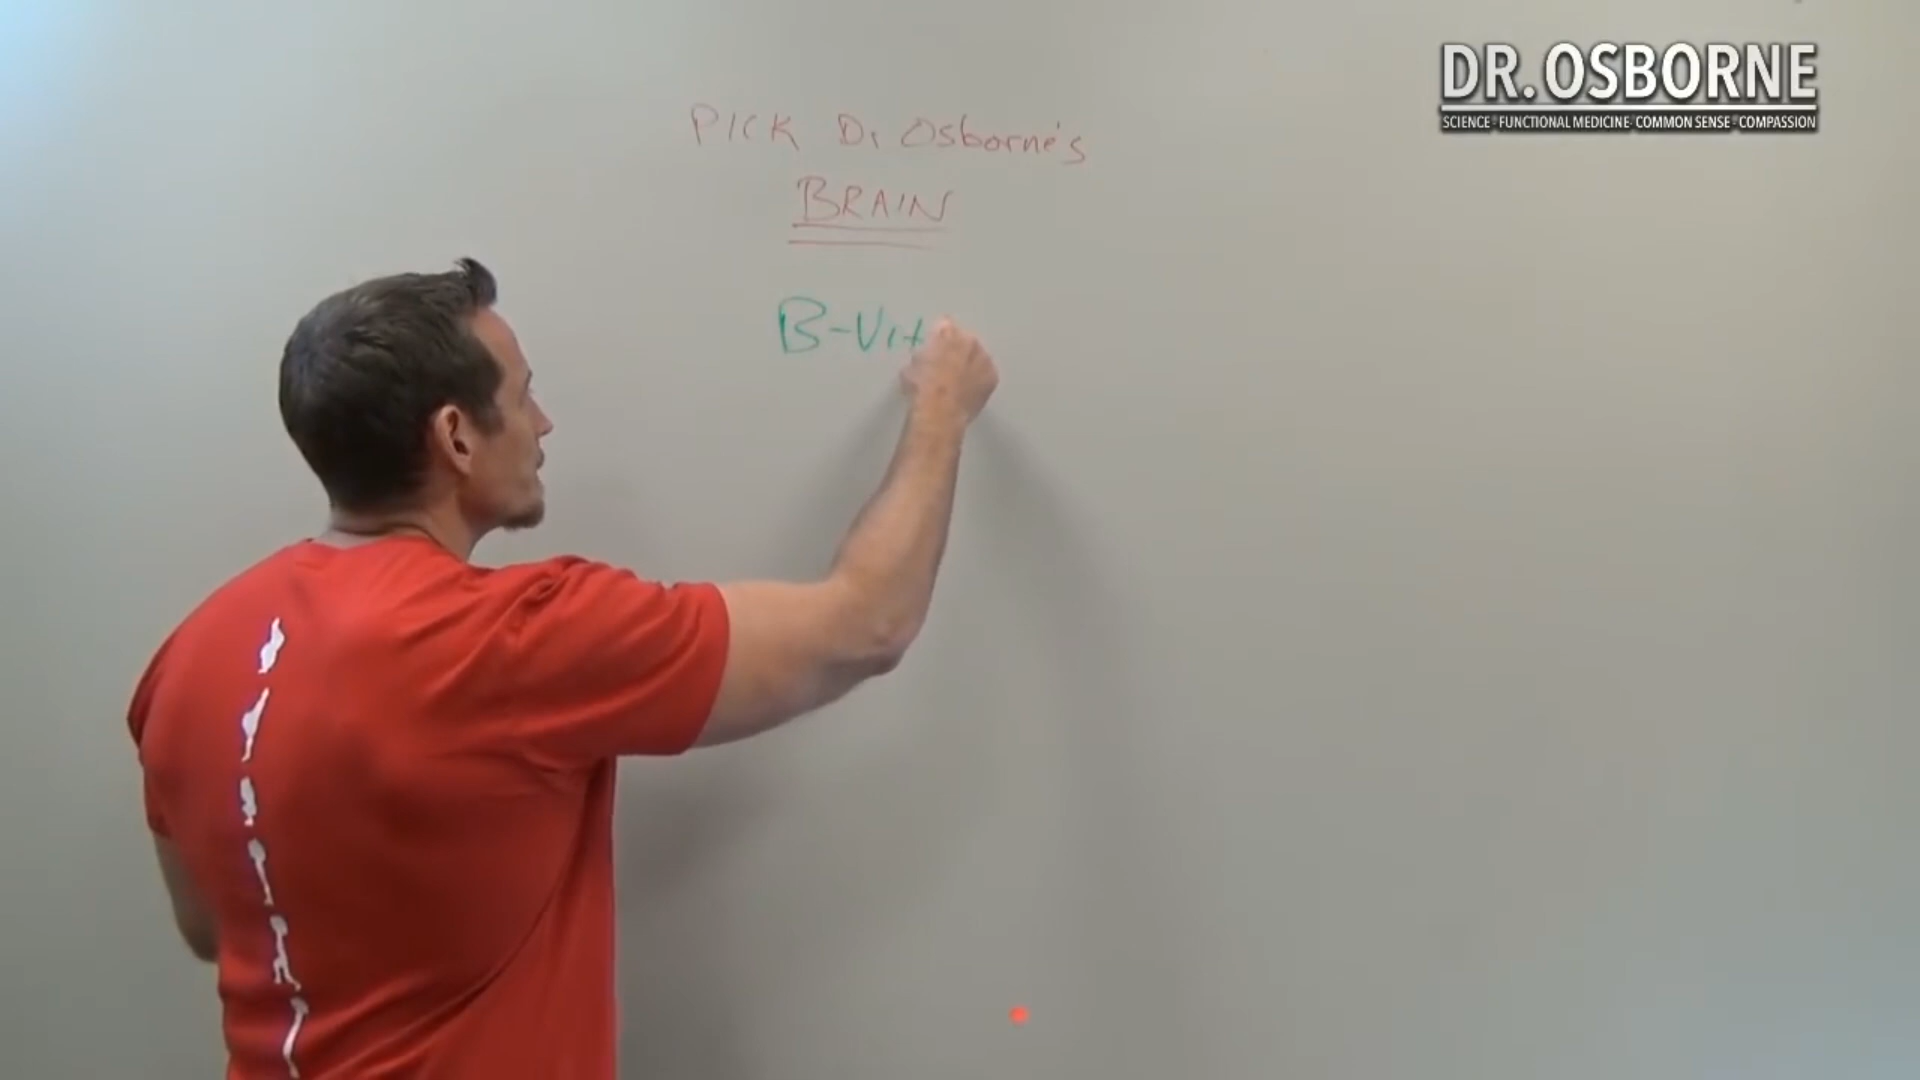 DR. OSBORNE
SCIENCE · FUNCTIONAL MEDICINE · COMMON SENSE · COMPASSION
PICK Dr Osborne's
BRAIN
B-Vit